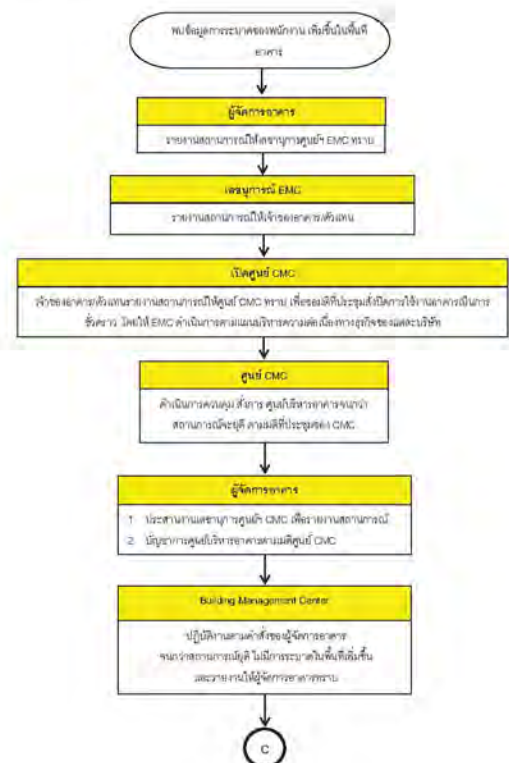 พบข้อมูลการระบาดของพนักงาน เพิ่มขึ้นในพื้นที่
อาคาร
ผู้จัดการอาคาร
รายงานสถานการณ์ให้เลขานุการศูนย์ฯ EMC ทราบ
เลขานุการณ์ EMC
รายงานสถานการณ์ให้เจ้าของอาคาร/ตัวแทน
เปิดศูนย์ CMC
เจ้าของอาคาร/ตัวแทนรายงานสถานการณ์ให้ศูนย์ CMC ทราบ เพื่อขอมติที่ประชุมสั่งปิดการใช้งานอาคารเป็นการ
ชั่วคราว โดยให้ EMC ดำเนินการตามแผนบริหารความต่อเนื่องทางธุรกิจของแต่ละบริษัท
ศูนย์ CMC
ดำเนินการควบคุม สั่งการ ศูนย์บริหารอาคารจนกว่า
สถานการณ์จะยุติ ตามมติที่ประชุมของ CMC
ผู้จัดการอาคาร
1 ประสานงานเลขานุการศูนย์ฯ CMC เพื่อรายงานสถานการณ์
2 บัญชาการศูนย์บริหารอาคารตามมติศูนย์ CMC
Building Management Center
ปฏิบัติงานตามคำสั่งของผู้จัดการอาคาร
จนกว่าสถานการณ์ยุติ ไม่มีการระบาดในพื้นที่เพิ่มขึ้น
และรายงานให้ผู้จัดการอาคารทราบ
C